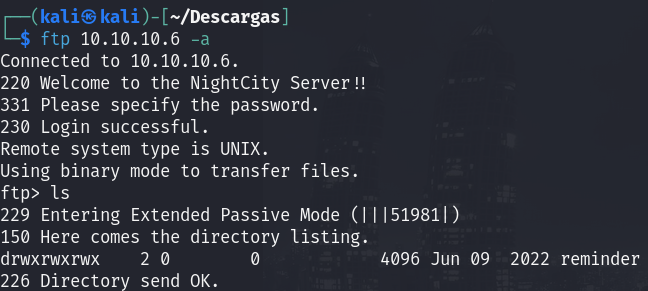 ┌──(kali㉿kali)-[~/Descargas]
└─$ ftp 10.10.10.6 -a
Connected to 10.10.10.6.
220 Welcome to the NightCity Server!!
331 Please specify the password.
230 Login successful.
Remote system type is UNIX.
Using binary mode to transfer files.
ftp> ls
229 Entering Extended Passive Mode (|||51981|)
150 Here comes the directory listing.
drwxrwxrwx    2 0        0            4096 Jun 09  2022 reminder
226 Directory send OK.